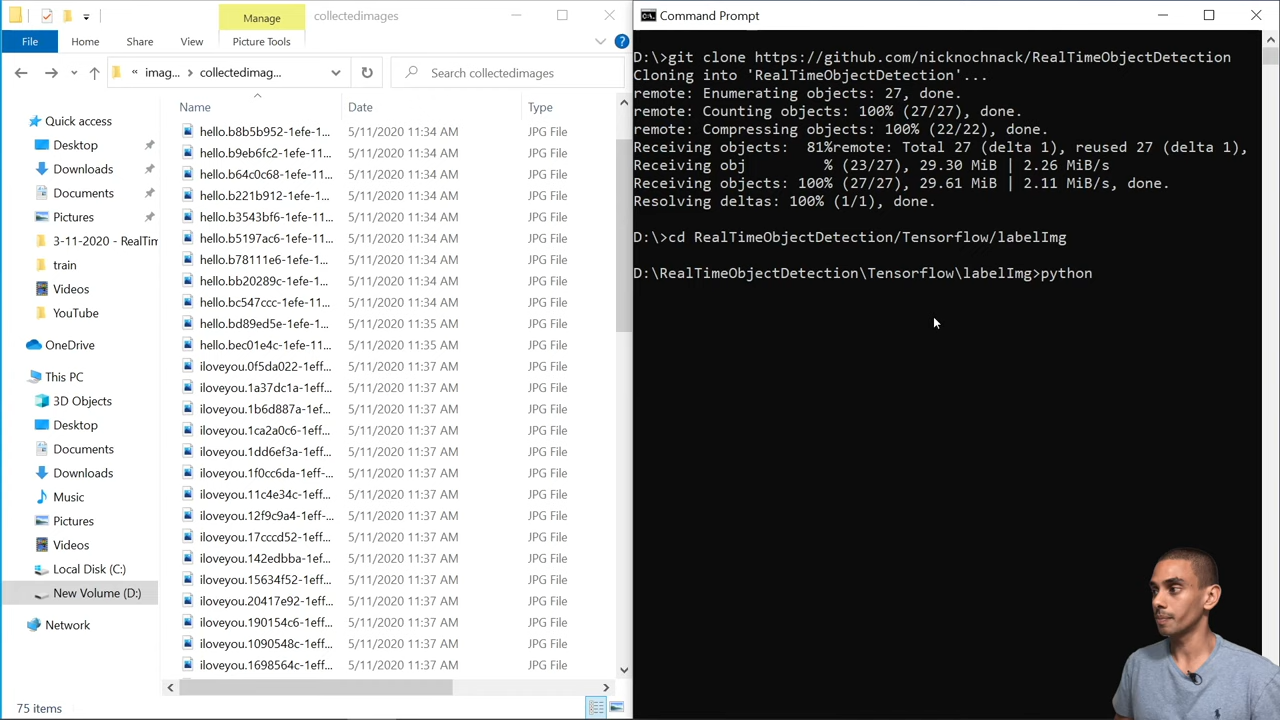 Manage
collectedimages
File
Home
Share
View
Picture Tools
« imag... > collectedimag...
Search collectedimages
Name
Date
Type
Quick access
Desktop
Downloads
Documents
Pictures
3-11-2020 - RealTim
train
Videos
YouTube
OneDrive
This PC
3D Objects
Desktop
Documents
Downloads
Music
Pictures
Videos
Local Disk (C:)
New Volume (D:)
Network
hello.b8b5b952-1efe-1... 5/11/2020 11:34 AM JPG File
hello.b9eb6fc2-1efe-11... 5/11/2020 11:34 AM JPG File
hello.b64c0c68-1efe-11... 5/11/2020 11:34 AM JPG File
hello.b221b912-1efe-11... 5/11/2020 11:34 AM JPG File
hello.b3543bf6-1efe-11... 5/11/2020 11:34 AM JPG File
hello.b5197ac6-1efe-11... 5/11/2020 11:34 AM JPG File
hello.b78111e6-1efe-11... 5/11/2020 11:34 AM JPG File
hello.bb20289c-1efe-11... 5/11/2020 11:34 AM JPG File
hello.bc547ccc-1efe-11... 5/11/2020 11:35 AM JPG File
hello.bd89ed5e-1efe-1... 5/11/2020 11:35 AM JPG File
hello.bec01e4c-1efe-11... 5/11/2020 11:35 AM JPG File
iloveyou.0f5da022-1ef... 5/11/2020 11:37 AM JPG File
iloveyou.1a37dc1a-1ef... 5/11/2020 11:37 AM JPG File
iloveyou.1b6d887a-1ef... 5/11/2020 11:37 AM JPG File
iloveyou.1ca2a0c6-1ef... 5/11/2020 11:37 AM JPG File
iloveyou.1dd6ef3a-1ef... 5/11/2020 11:37 AM JPG File
iloveyou.1f0cc6da-1eff-... 5/11/2020 11:37 AM JPG File
iloveyou.11c4e34c-1eff... 5/11/2020 11:37 AM JPG File
iloveyou.12f9c9a4-1eff-... 5/11/2020 11:37 AM JPG File
iloveyou.17cccd52-1eff... 5/11/2020 11:37 AM JPG File
iloveyou.142edbba-1ef... 5/11/2020 11:37 AM JPG File
iloveyou.15634f52-1eff... 5/11/2020 11:37 AM JPG File
iloveyou.20417e92-1eff... 5/11/2020 11:37 AM JPG File
iloveyou.190154c6-1eff... 5/11/2020 11:37 AM JPG File
iloveyou.1090548c-1eff... 5/11/2020 11:37 AM JPG File
iloveyou.1698564c-1eff... 5/11/2020 11:37 AM JPG File
75 items
Command Prompt
D:\>git clone https://github.com/nicknochnack/RealTimeObjectDetection
Cloning into 'RealTimeObjectDetection'...
remote: Enumerating objects: 27, done.
remote: Counting objects: 100% (27/27), done.
remote: Compressing objects: 100% (22/22), done.
Receiving objects:  81%remote: Total 27 (delta 1), reused 27 (delta 1),
Receiving obj       % (23/27), 29.30 MiB | 2.26 MiB/s
Receiving objects: 100% (27/27), 29.61 MiB | 2.11 MiB/s, done.
Resolving deltas: 100% (1/1), done.
D:\>cd RealTimeObjectDetection/Tensorflow/labelImg
D:\RealTimeObjectDetection\Tensorflow\labelImg>python